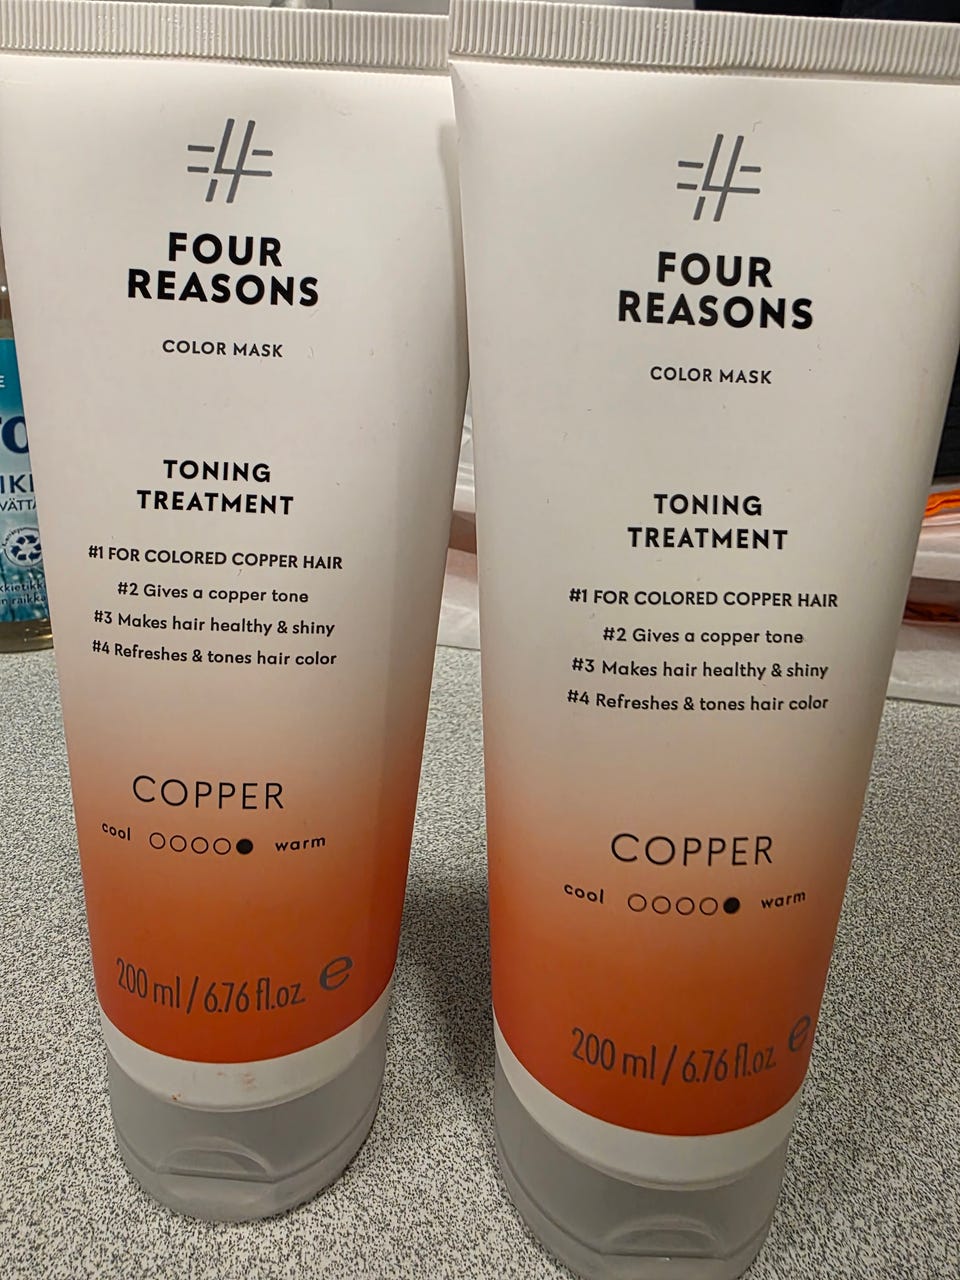 FOUR
REASONS
COLOR MASK
TONING
TREATMENT
#1 FOR COLORED COPPER HAIR
#2 Gives a copper tone
#3 Makes hair healthy & shiny
#4 Refreshes & tones hair color
COPPER
cool warm
200 ml / 6.76 fl.oz. e
FOUR
REASONS
COLOR MASK
TONING
TREATMENT
#1 FOR COLORED COPPER HAIR
#2 Gives a copper tone
#3 Makes hair healthy & shiny
#4 Refreshes & tones hair color
COPPER
cool warm
200 ml / 6.76 fl.oz. e